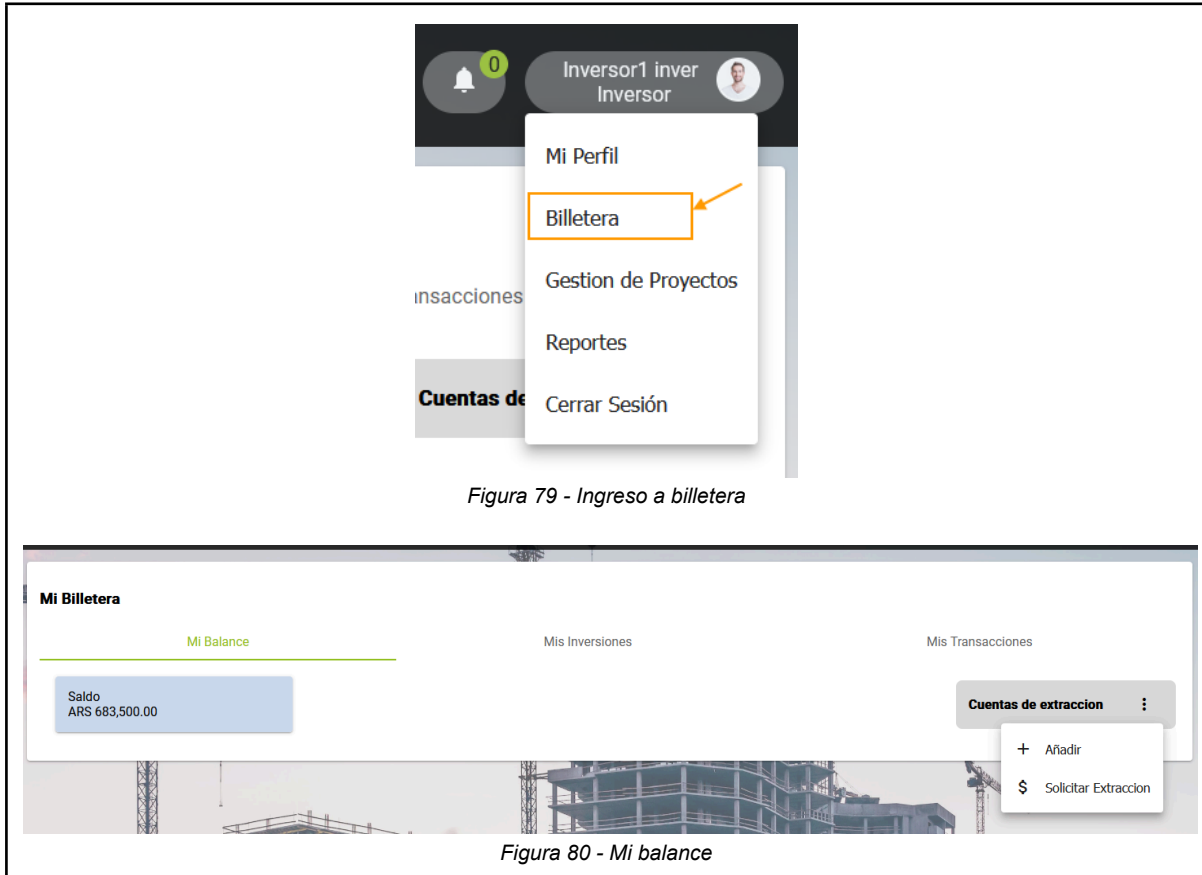 0
Inversor1 inver
Inversor
Mi Perfil
Billetera
Gestion de Proyectos
nsacciones
Reportes
Cuentas de
Cerrar Sesión
Figura 79 - Ingreso a billetera
Mi Billetera
Mi Balance Mis Inversiones Mis Transacciones
Saldo
ARS 683,500.00
Cuentas de extraccion
+ Añadir
$ Solicitar Extraccion
Figura 80 - Mi balance